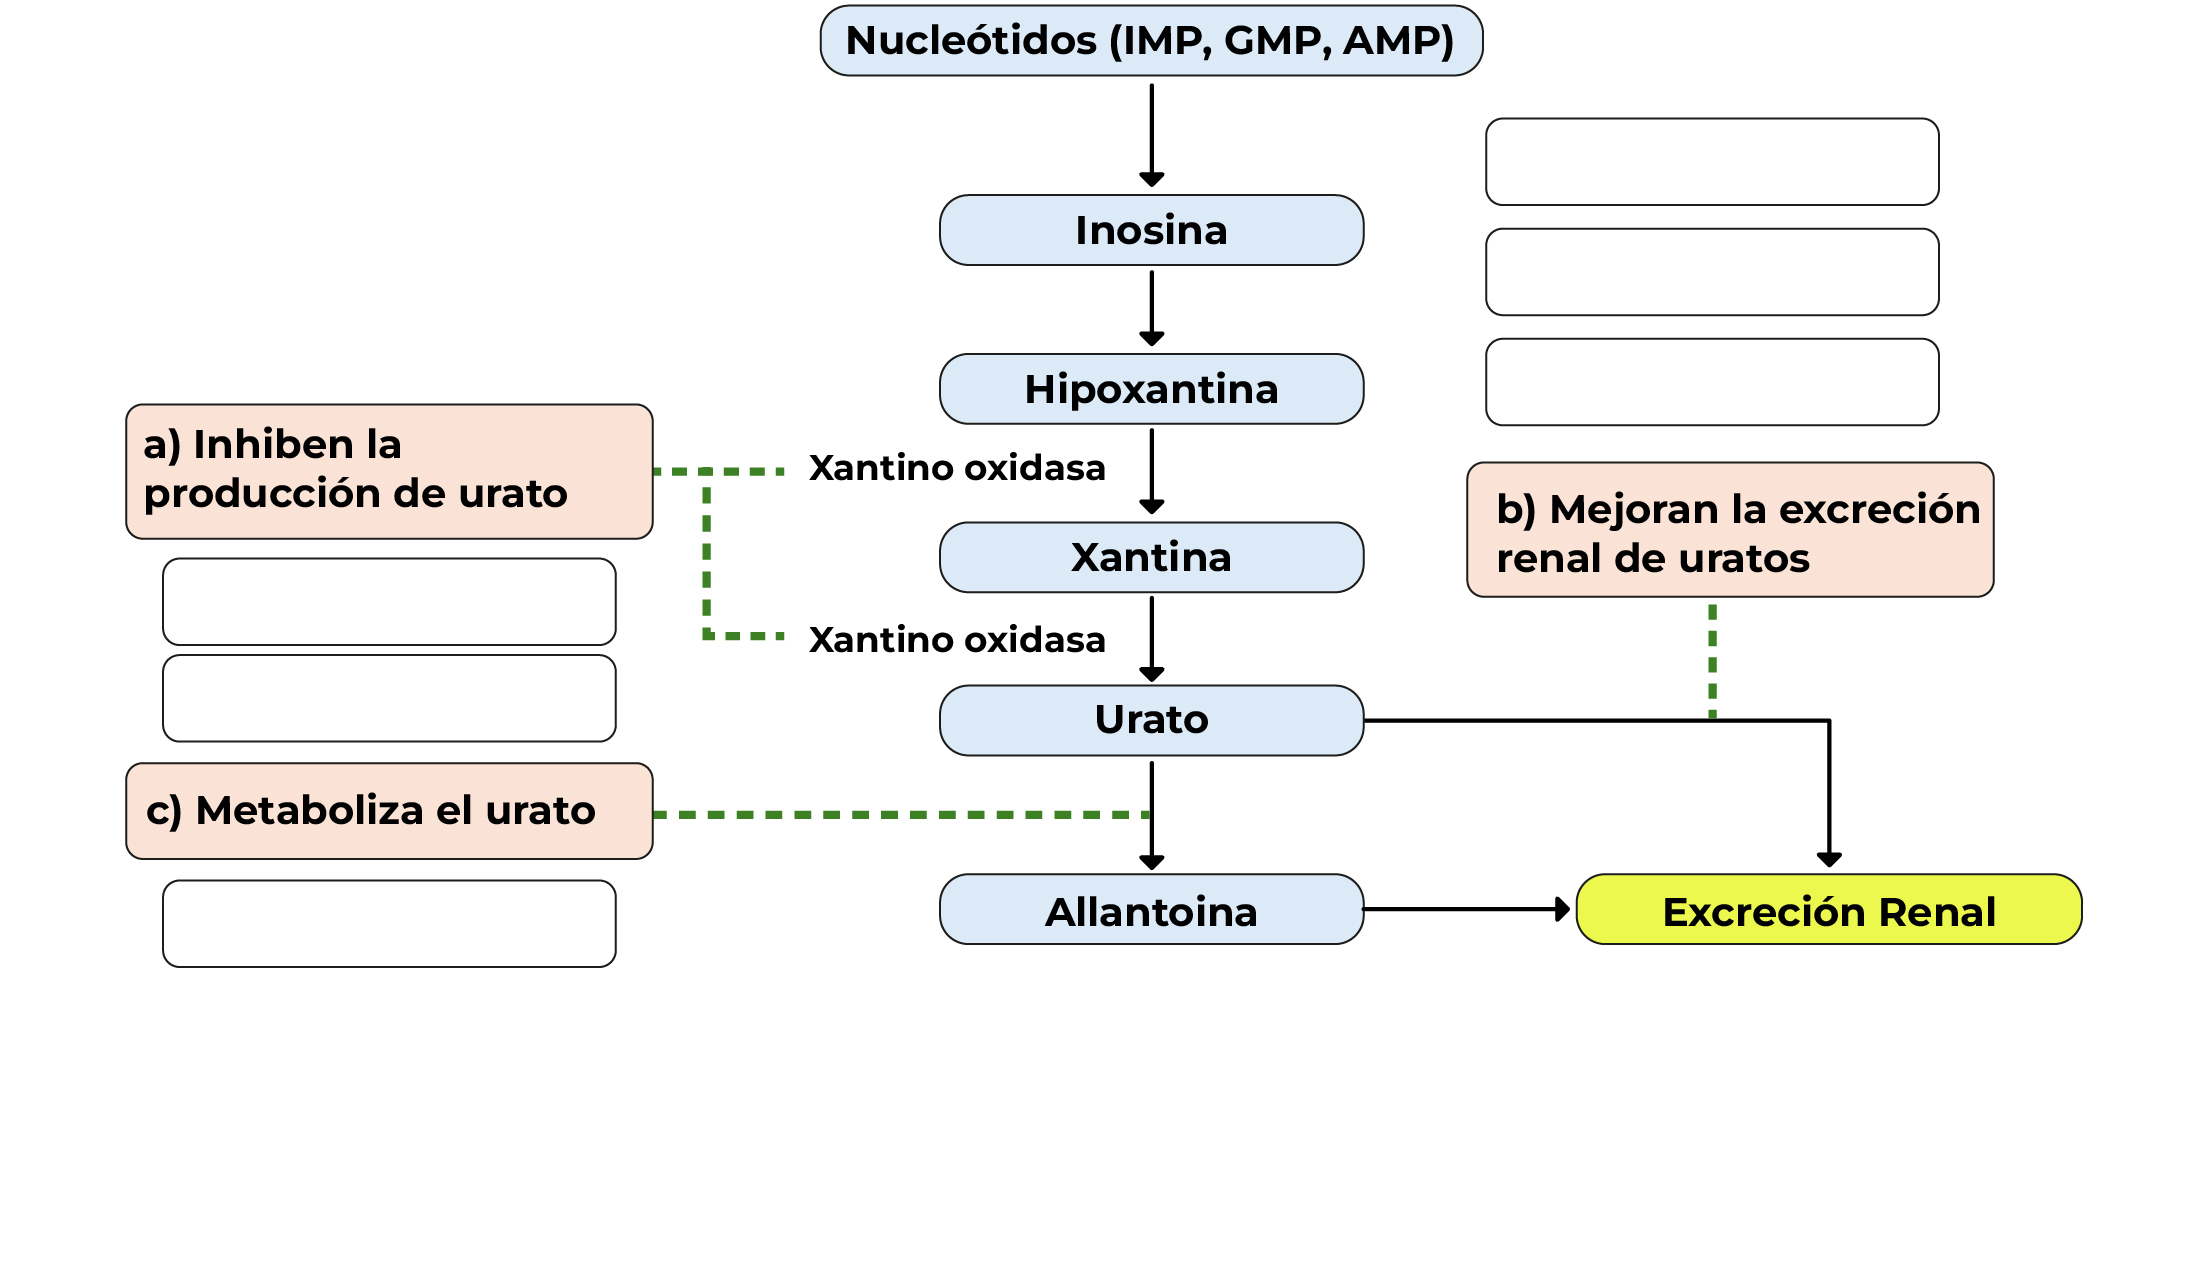 Nucleótidos (IMP, GMP, AMP)
Inosina
Hipoxantina
a) Inhiben la
producción de urato
Xantino oxidasa
b) Mejoran la excreción
renal de uratos
Xantina
Xantino oxidasa
Urato
c) Metaboliza el urato
Allantoina
Excreción Renal